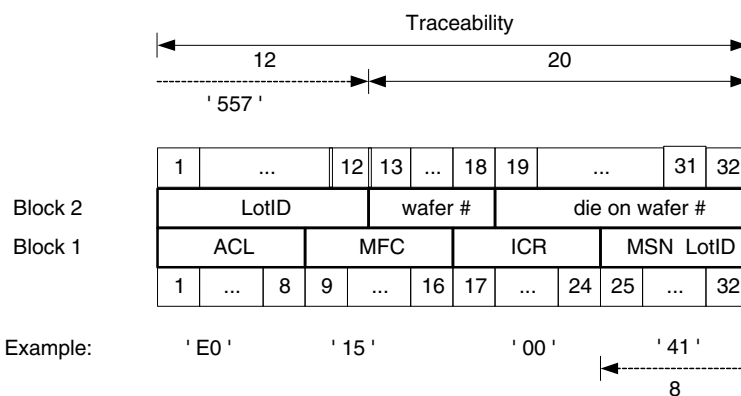 Traceability
12 20
' 557 '
1 ... 12 13 ... 18 19 ... 31 32
Block 2 LotID wafer # die on wafer #
Block 1 ACL MFC ICR MSN LotID
1 ... 8 9 ... 16 17 ... 24 25 ... 32
Example: ' E0 ' ' 15 ' ' 00 ' ' 41 '
8